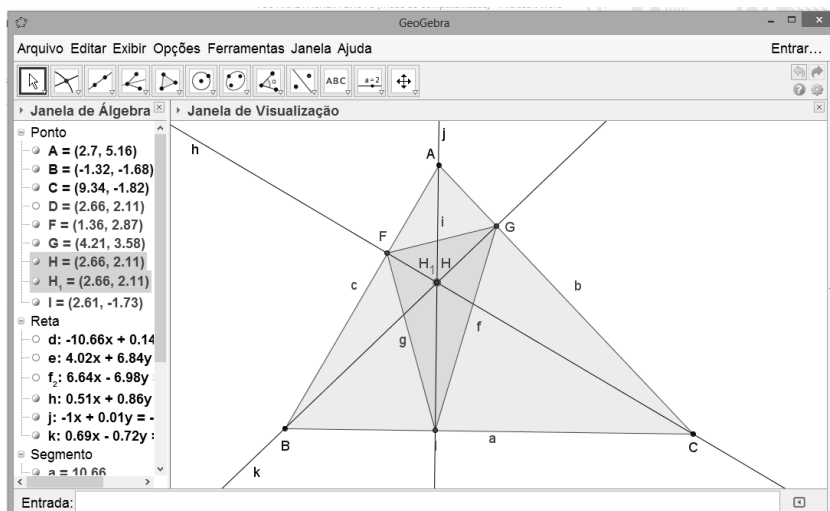 GeoGebra
Arquivo Editar Exibir Opções Ferramentas Janela Ajuda Entrar...
ABC a=2
Janela de Álgebra
Janela de Visualização
Ponto
A = (2.7, 5.16)
B = (-1.32, -1.68)
C = (9.34, -1.82)
D = (2.66, 2.11)
F = (1.36, 2.87)
G = (4.21, 3.58)
H = (2.66, 2.11)
H₁ = (2.66, 2.11)
I = (2.61, -1.73)
Reta
d: -10.66x + 0.14
e: 4.02x + 6.84y
f₂: 6.64x - 6.98y
h: 0.51x + 0.86y
j: -1x + 0.01y = -
k: 0.69x - 0.72y =
Segmento
a = 10.66
j
h
A
i
F
G
H₁ H
c
b
g
f
B
I
a
C
k
Entrada: